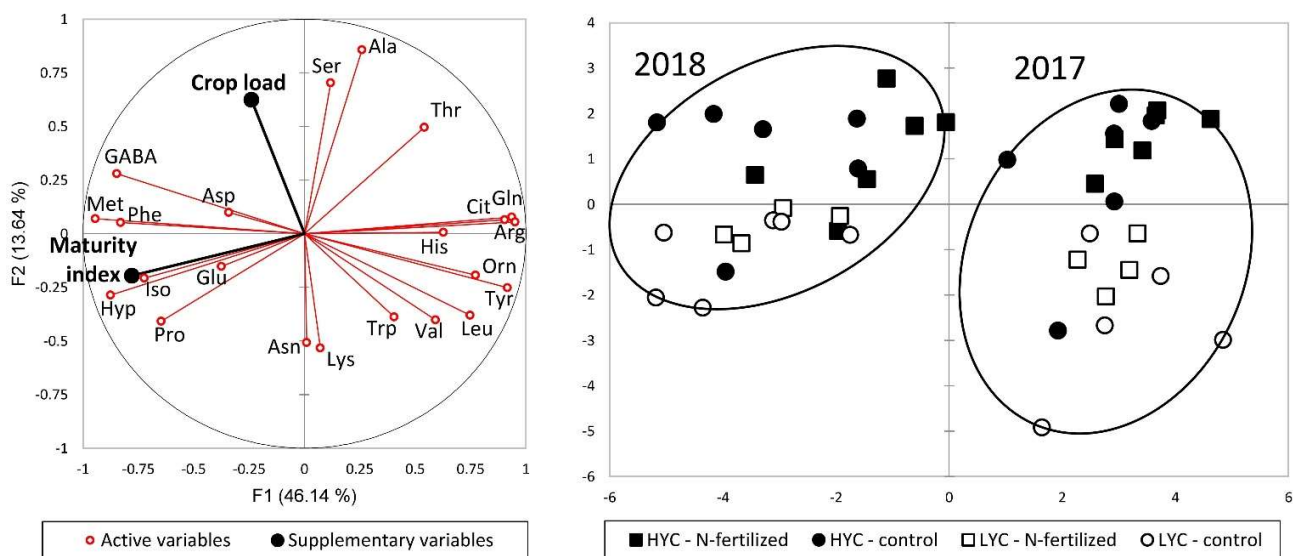 1
0.75
0.5
0.25
0
-0.25
-0.5
-0.75
-1
F2 (13.64 %)
Ala
Ser
Crop load
Thr
GABA
Asp
Met
Phe
Gln
Cit
Arg
His
Maturity
index
Iso
Glu
Orn
Hyp
Tyr
Pro
Trp
Val
Leu
Asn
Lys
-1 -0.75 -0.5 -0.25 0 0.25 0.5 0.75 1
F1 (46.14 %)
Active variables Supplementary variables
4
3
2
1
0
-1
-2
-3
-4
-5
-6
2018
2017
-6 -4 -2 0 2 4 6
HYC - N-fertilized HYC - control LYC - N-fertilized LYC - control